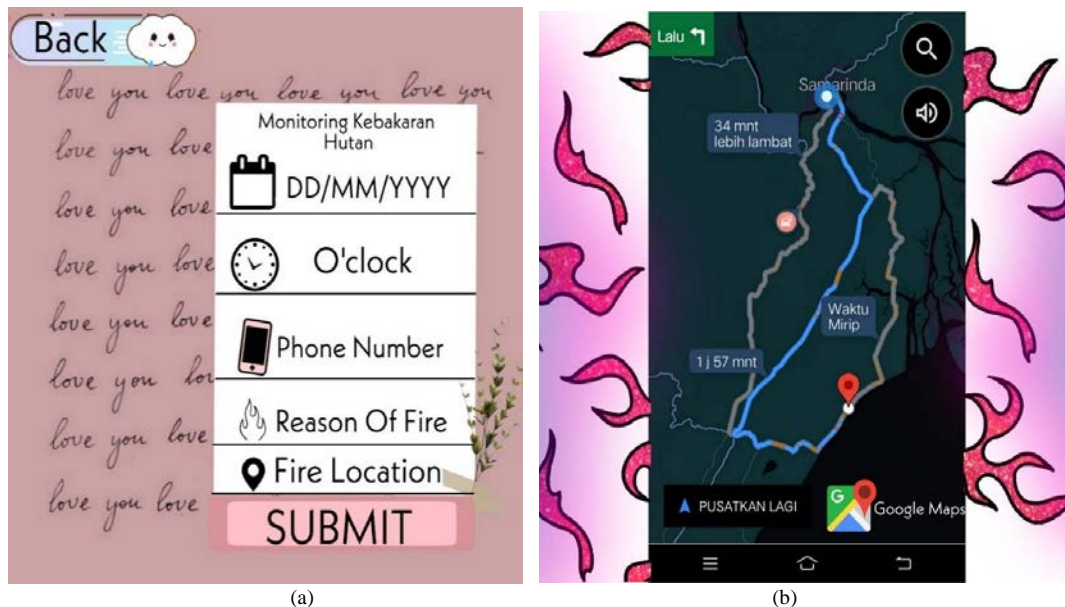 Back
love you love you love you love you
love you love
love you love
love you love
love you love
love you lov
love you love
love you love
Monitoring Kebakaran
Hutan
DD/MM/YYYY
O'clock
Phone Number
Reason Of Fire
Fire Location
SUBMIT
(a)
Lalu
Samarinda
34 mnt
lebih lambat
Waktu
Mirip
1 j 57 mnt
PUSATKAN LAGI
G
Google Maps
(b)